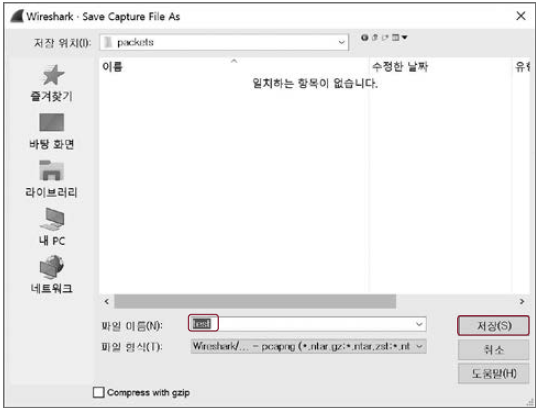 Wireshark · Save Capture File As
저장 위치(I): packets
이름 수정한 날짜 유형
일치하는 항목이 없습니다.
즐겨찾기
바탕 화면
라이브러리
내 PC
네트워크
파일 이름(N): test
저장(S)
파일 형식(T): Wireshark/... - pcapng (*.ntar.gz;*.ntar.zst;*.nt
취소
도움말(H)
Compress with gzip